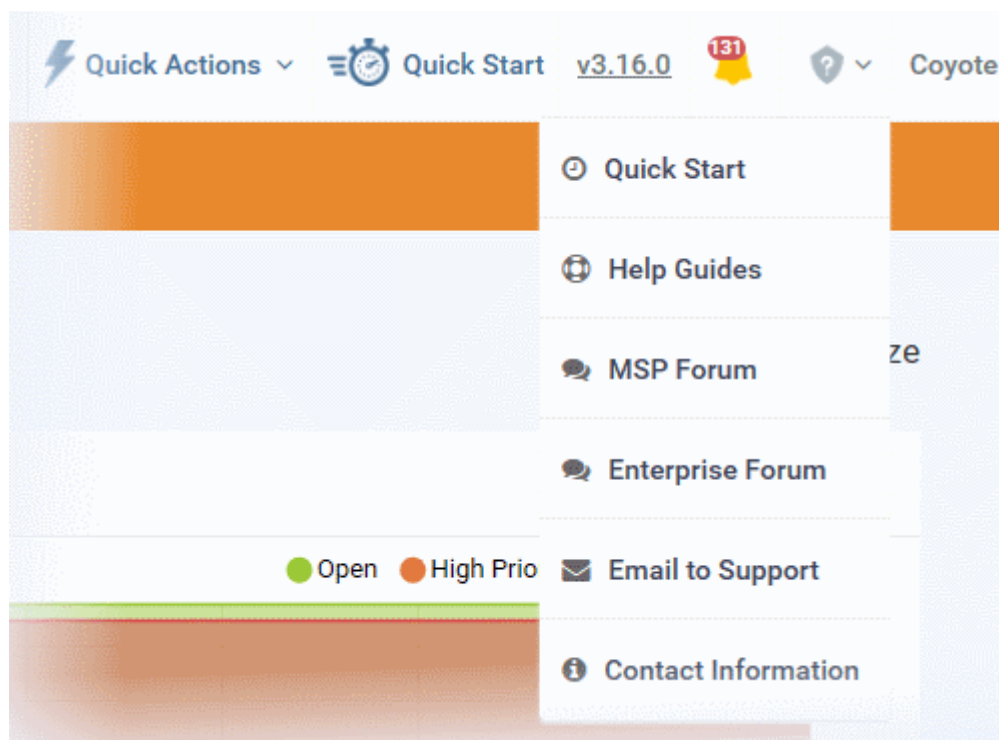 Quick Actions Quick Start v3.16.0 131 ? Coyote
Quick Start
Help Guides
ze
MSP Forum
Enterprise Forum
Open High Prio
Email to Support
Contact Information